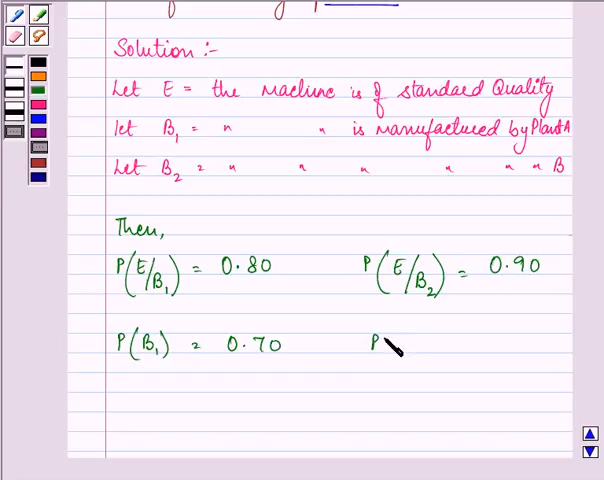 Solution :-
Let E = the machine is of standard Quality
let B₁ = " " is manufactured by Plant A
Let B₂ = " " " " " " B
Then,
P(E/B₁) = 0.80 P(E/B₂) = 0.90
P(B₁) = 0.70 P